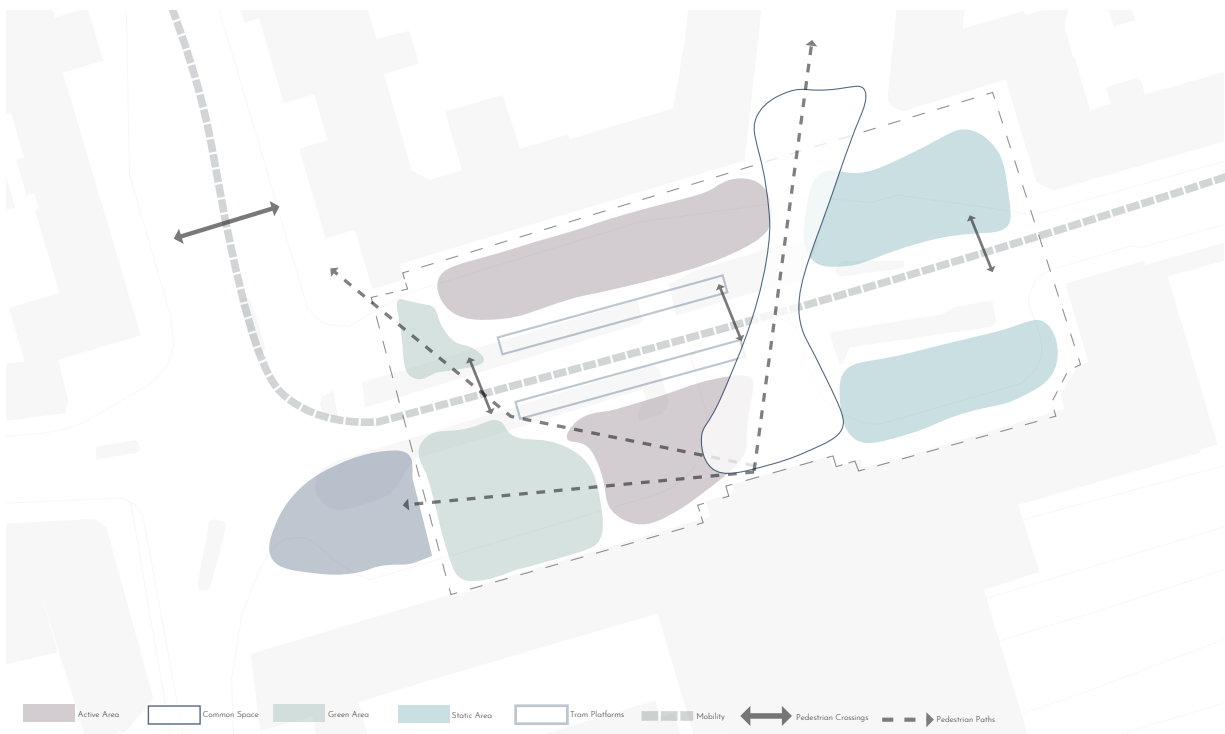 Active Area
Common Space
Green Area
Static Area
Tram Platforms
Mobility
Pedestrian Crossings
Pedestrian Paths